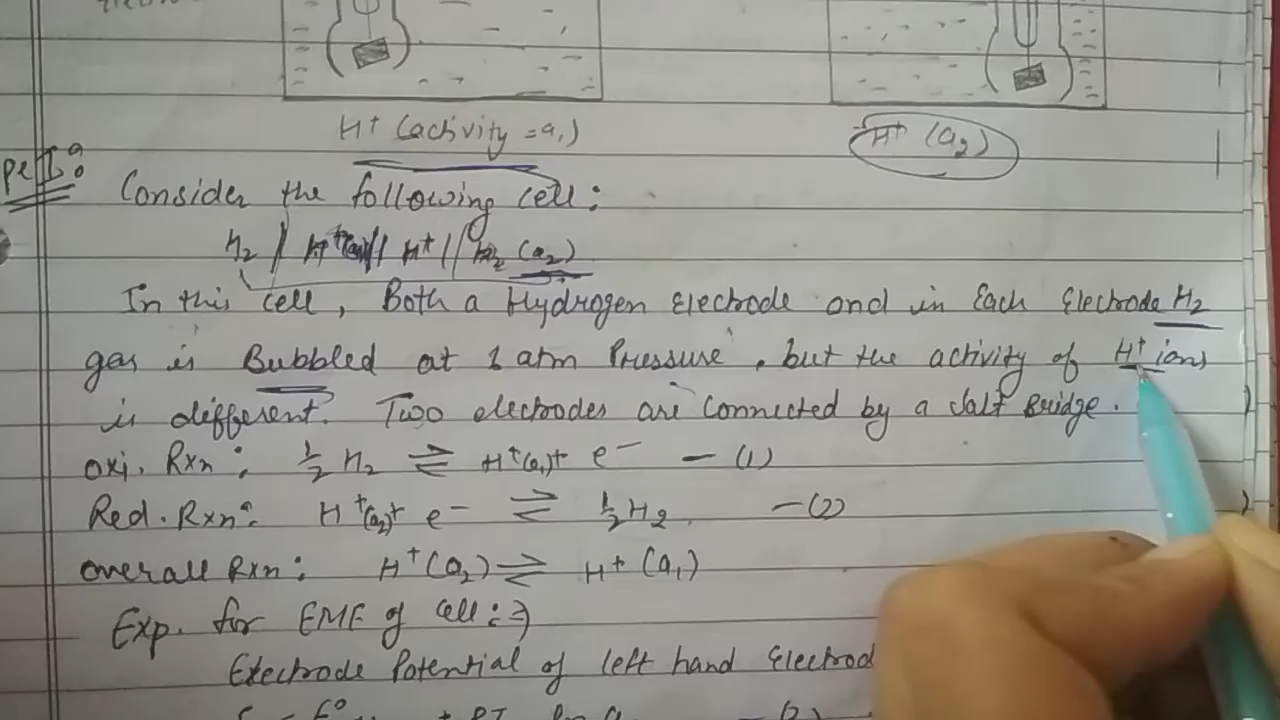 H⁺ (activity = a₁)
H⁺ (a₂)
Consider the following cell:
H₂ / H⁺ // H⁺ // H₂ (a₂)
In this cell, Both a Hydrogen Electrode and in Each Electrode H₂
gas is Bubbled at 1 atm Pressure, but the activity of H⁺ ions
is different. Two electrodes are Connected by a Salt Bridge.
Oxi. Rxn: ½ H₂ ⇌ H⁺(a₁) + e⁻ — (1)
Red. Rxn: H⁺(a₂) + e⁻ ⇌ ½ H₂ — (2)
Overall Rxn: H⁺ (a₂) ⇌ H⁺ (a₁)
Exp. for EMF of Cell: ⇒
Electrode Potential of left hand Electrod